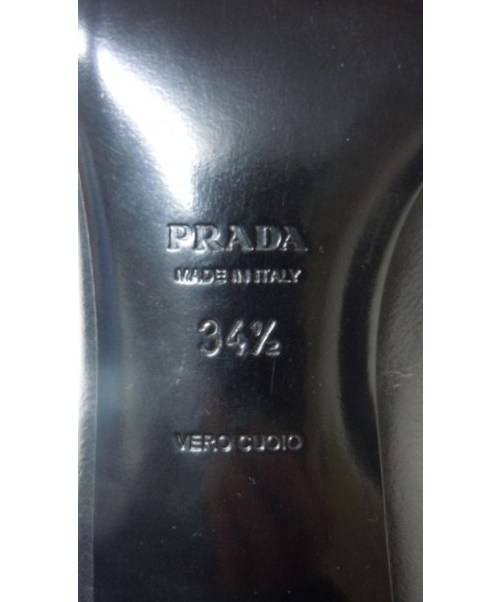 PRADA
MADE IN ITALY
34½
VERO CUOIO